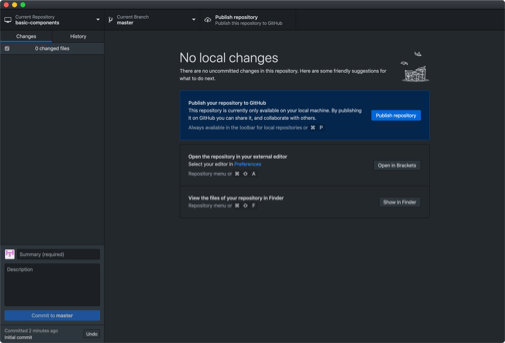 Current Repository
basic-components
Current Branch
master
Publish repository
Publish this repository to GitHub
Changes
History
0 changed files
No local changes
There are no uncommitted changes in this repository. Here are some friendly suggestions for
what to do next.
Publish your repository to GitHub
This repository is currently only available on your local machine. By publishing
it on GitHub you can share it, and collaborate with others.
Always available in the toolbar for local repositories or ⌘ P
Publish repository
Open the repository in your external editor
Select your editor in Preferences
Repository menu or ⌘ ⇧ A
Open in Brackets
View the files of your repository in Finder
Repository menu or ⌘ ⇧ F
Show in Finder
Summary (required)
Description
Commit to master
Committed 3 minutes ago
Initial commit
Undo